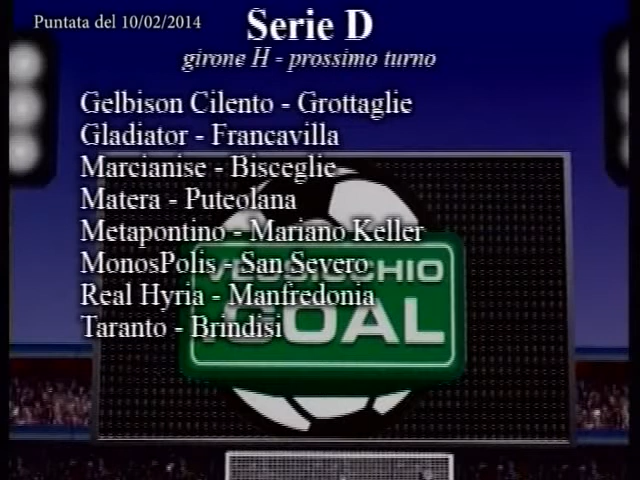 Puntata del 10/02/2014
Serie D
girone H - prossimo turno
Gelbison Cilento - Grottaglie
Gladiator - Francavilla
Marcianise - Bisceglie
Matera - Puteolana
Metapontino - Mariano Keller
MonosPolis - San Severo
Real Hyria - Manfredonia
Taranto - Brindisi
GOAL